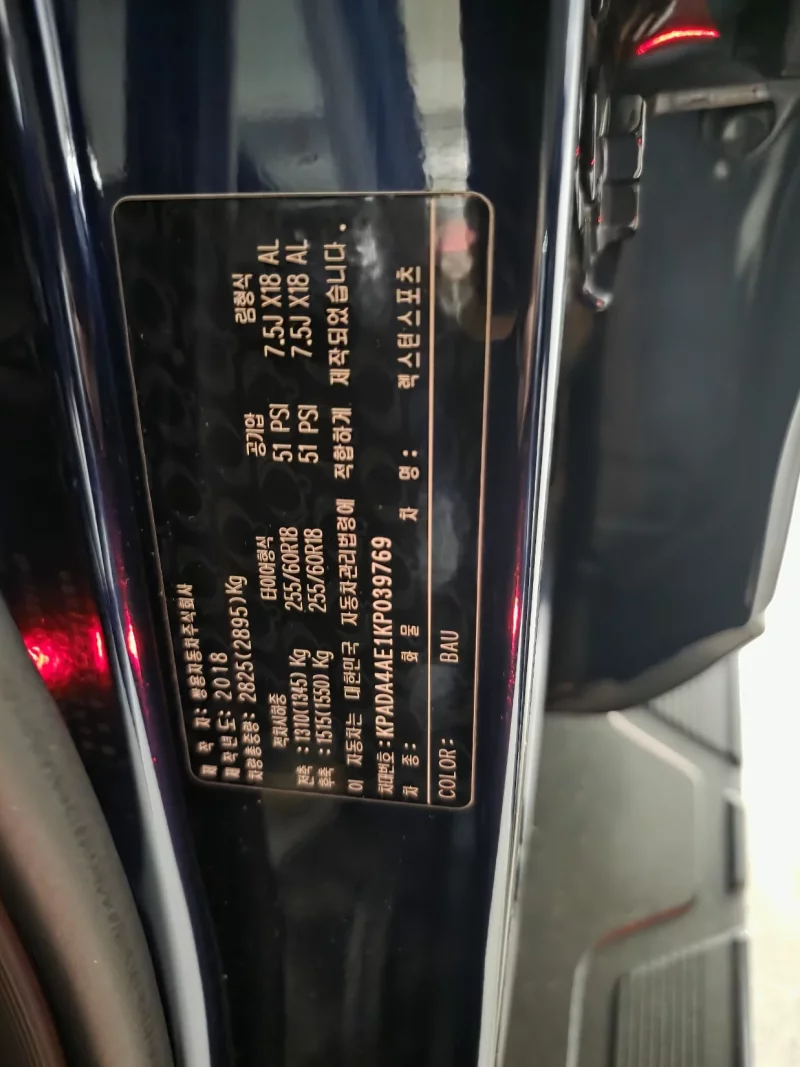 제 작 자: 쌍용자동차주식회사
제작년도: 2018
차량총중량: 2825(2895)Kg
적차시하중 타이어형식 공기압 림형식
전축 : 1310(1345) Kg 255/60R18 51 PSI 7.5J X18 AL
후축 : 1515(1550) Kg 255/60R18 51 PSI 7.5J X18 AL
이 자동차는 대한민국 자동차관리법령에 적합하게 제작되었습니다.
차대번호:KPADA4AE1KP039769
차 종: 화 물 차 명: 렉스턴스포츠
COLOR: BAU